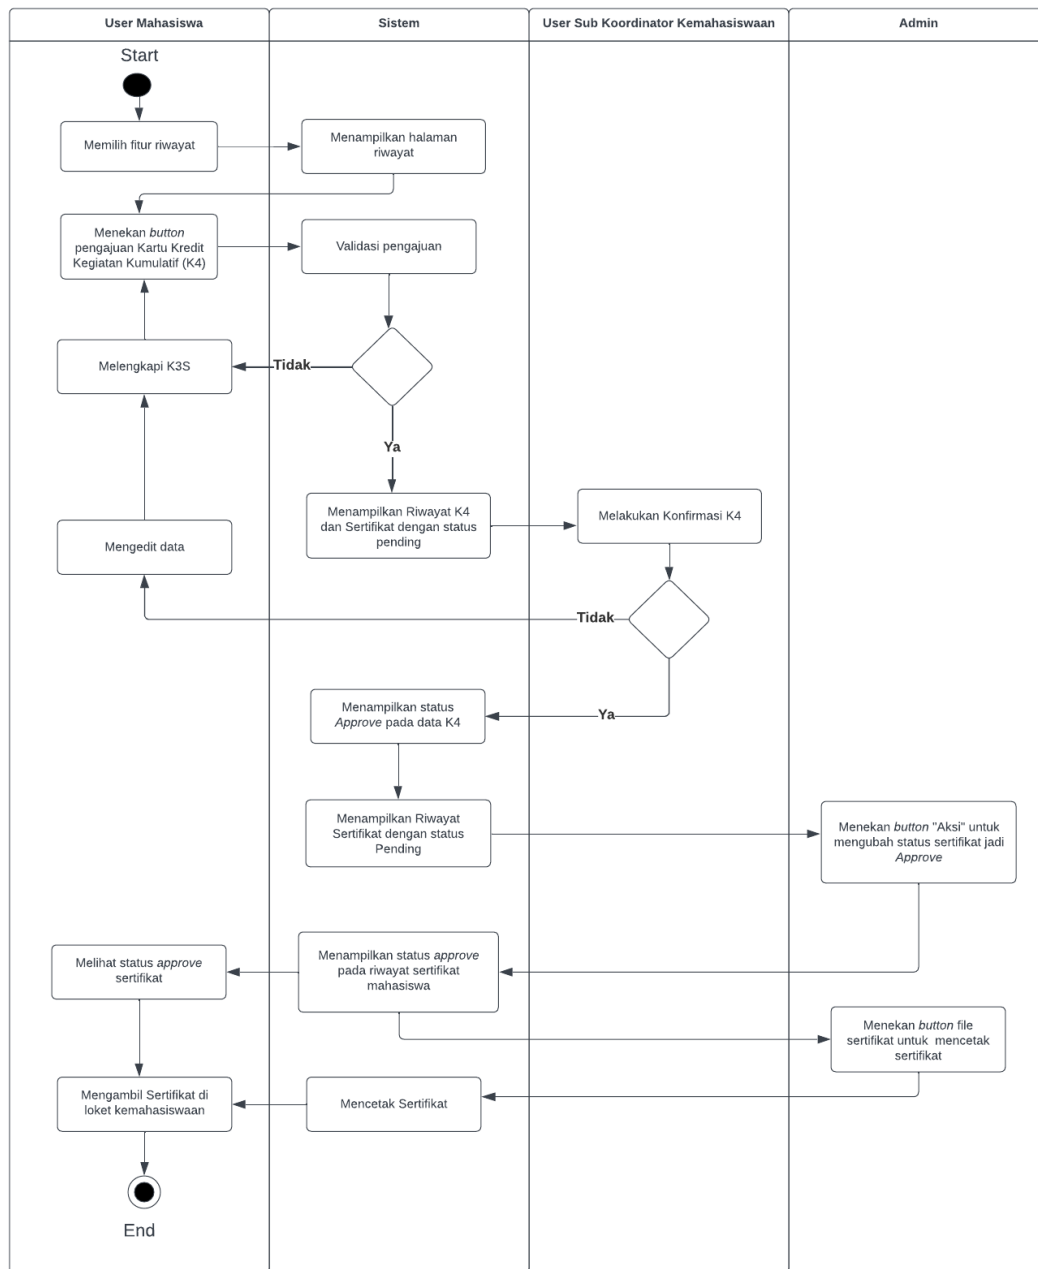 User Mahasiswa
Sistem
User Sub Koordinator Kemahasiswaan
Admin
Start
Memilih fitur riwayat
Menampilkan halaman
riwayat
Menekan button
pengajuan Kartu Kredit
Kegiatan Kumulatif (K4)
Validasi pengajuan
Melengkapi K3S
Tidak
Ya
Menampilkan Riwayat K4
dan Sertifikat dengan status
pending
Melakukan Konfirmasi K4
Mengedit data
Tidak
Menampilkan status
Approve pada data K4
Ya
Menampilkan Riwayat
Sertifikat dengan status
Pending
Menekan button "Aksi" untuk
mengubah status sertifikat jadi
Approve
Melihat status approve
sertifikat
Menampilkan status approve
pada riwayat sertifikat
mahasiswa
Menekan button file
sertifikat untuk mencetak
sertifikat
Mengambil Sertifikat di
loket kemahasiswaan
Mencetak Sertifikat
End